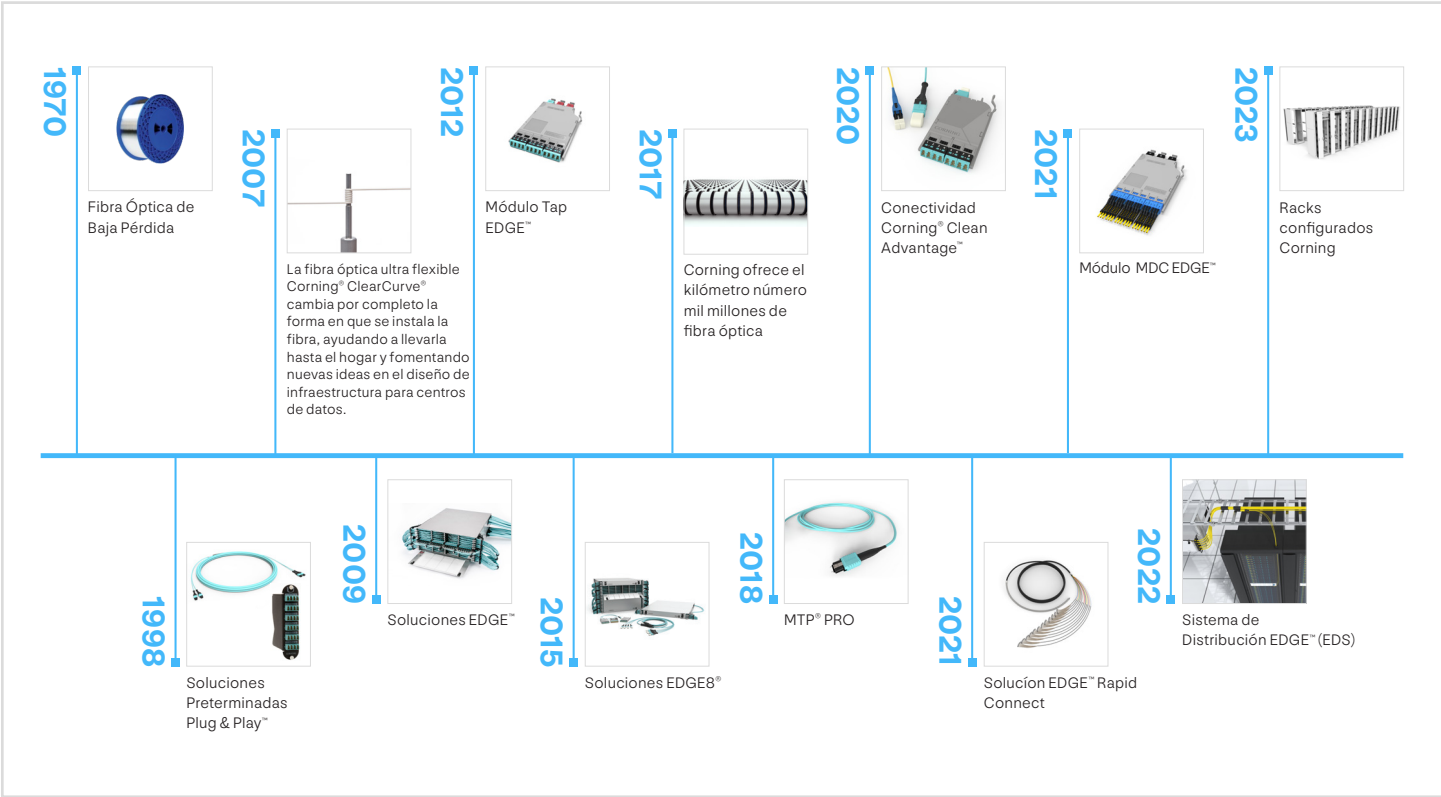 1970
Fibra Óptica de
Baja Pérdida
1998
Soluciones
Preterminadas
Plug & Play™
2007
La fibra óptica ultra flexible
Corning® ClearCurve®
cambia por completo la
forma en que se instala la
fibra, ayudando a llevarla
hasta el hogar y fomentando
nuevas ideas en el diseño de
infraestructura para centros
de datos.
2009
Soluciones EDGE™
2012
Módulo Tap
EDGE™
2015
Soluciones EDGE8®
2017
Corning ofrece el
kilómetro número
mil millones de
fibra óptica
2018
MTP® PRO
2020
Conectividad
Corning® Clean
Advantage™
2021
Solucíon EDGE™ Rapid
Connect
2021
Módulo MDC EDGE™
2022
Sistema de
Distribución EDGE™ (EDS)
2023
Racks
configurados
Corning